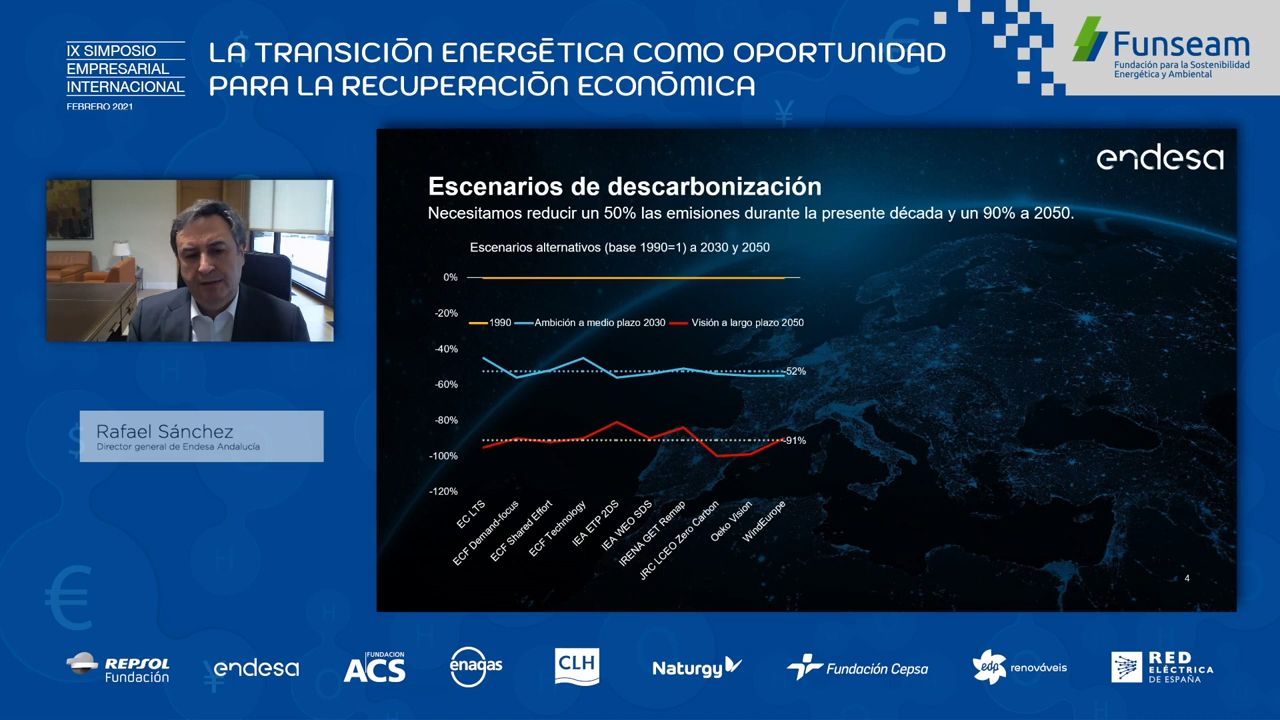 IX SIMPOSIO
EMPRESARIAL
INTERNACIONAL
FEBRERO 2021
LA TRANSICIÓN ENERGÉTICA COMO OPORTUNIDAD
PARA LA RECUPERACIÓN ECONÓMICA
Funseam
Fundación para la Sostenibilidad
Energética y Ambiental
endesa
Escenarios de descarbonización
Necesitamos reducir un 50% las emisiones durante la presente década y un 90% a 2050.
Escenarios alternativos (base 1990=1) a 2030 y 2050
0%
-20%
1990 Ambición a medio plazo 2030 Visión a largo plazo 2050
-40%
-52%
-60%
-80%
-91%
-100%
-120%
EC LTS
ECF Demand-focus
ECF Shared Effort
ECF Technology
IEA ETP 2DS
IEA WEO SDS
IRENA GET Remap
JRC LCEO Zero Carbon
Oeko Vision
WindEurope
4
Rafael Sánchez
Director general de Endesa Andalucía
REPSOL
Fundación
endesa
FUNDACION
ACS
enagas
CLH
Naturgy
Fundación Cepsa
edp
renováveis
RED
ELÉCTRICA
DE ESPAÑA